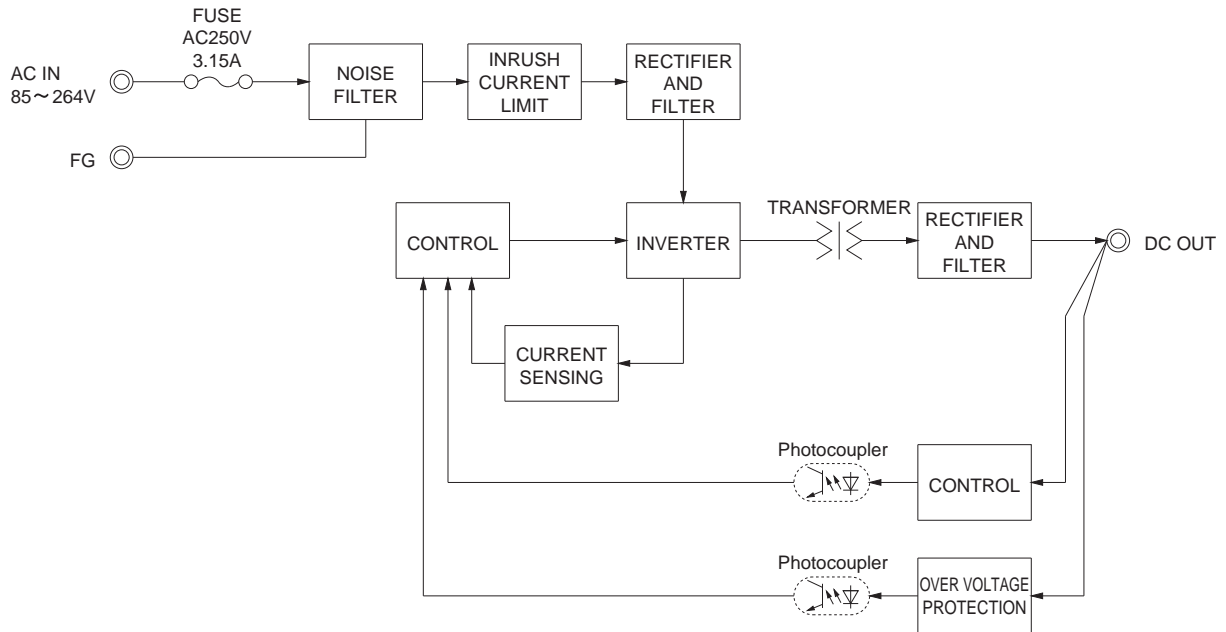 FUSE
AC250V
3.15A
AC IN
85～264V
NOISE
FILTER
INRUSH
CURRENT
LIMIT
RECTIFIER
AND
FILTER
FG
CONTROL
INVERTER
TRANSFORMER
RECTIFIER
AND
FILTER
DC OUT
CURRENT
SENSING
Photocoupler
CONTROL
Photocoupler
OVER VOLTAGE
PROTECTION